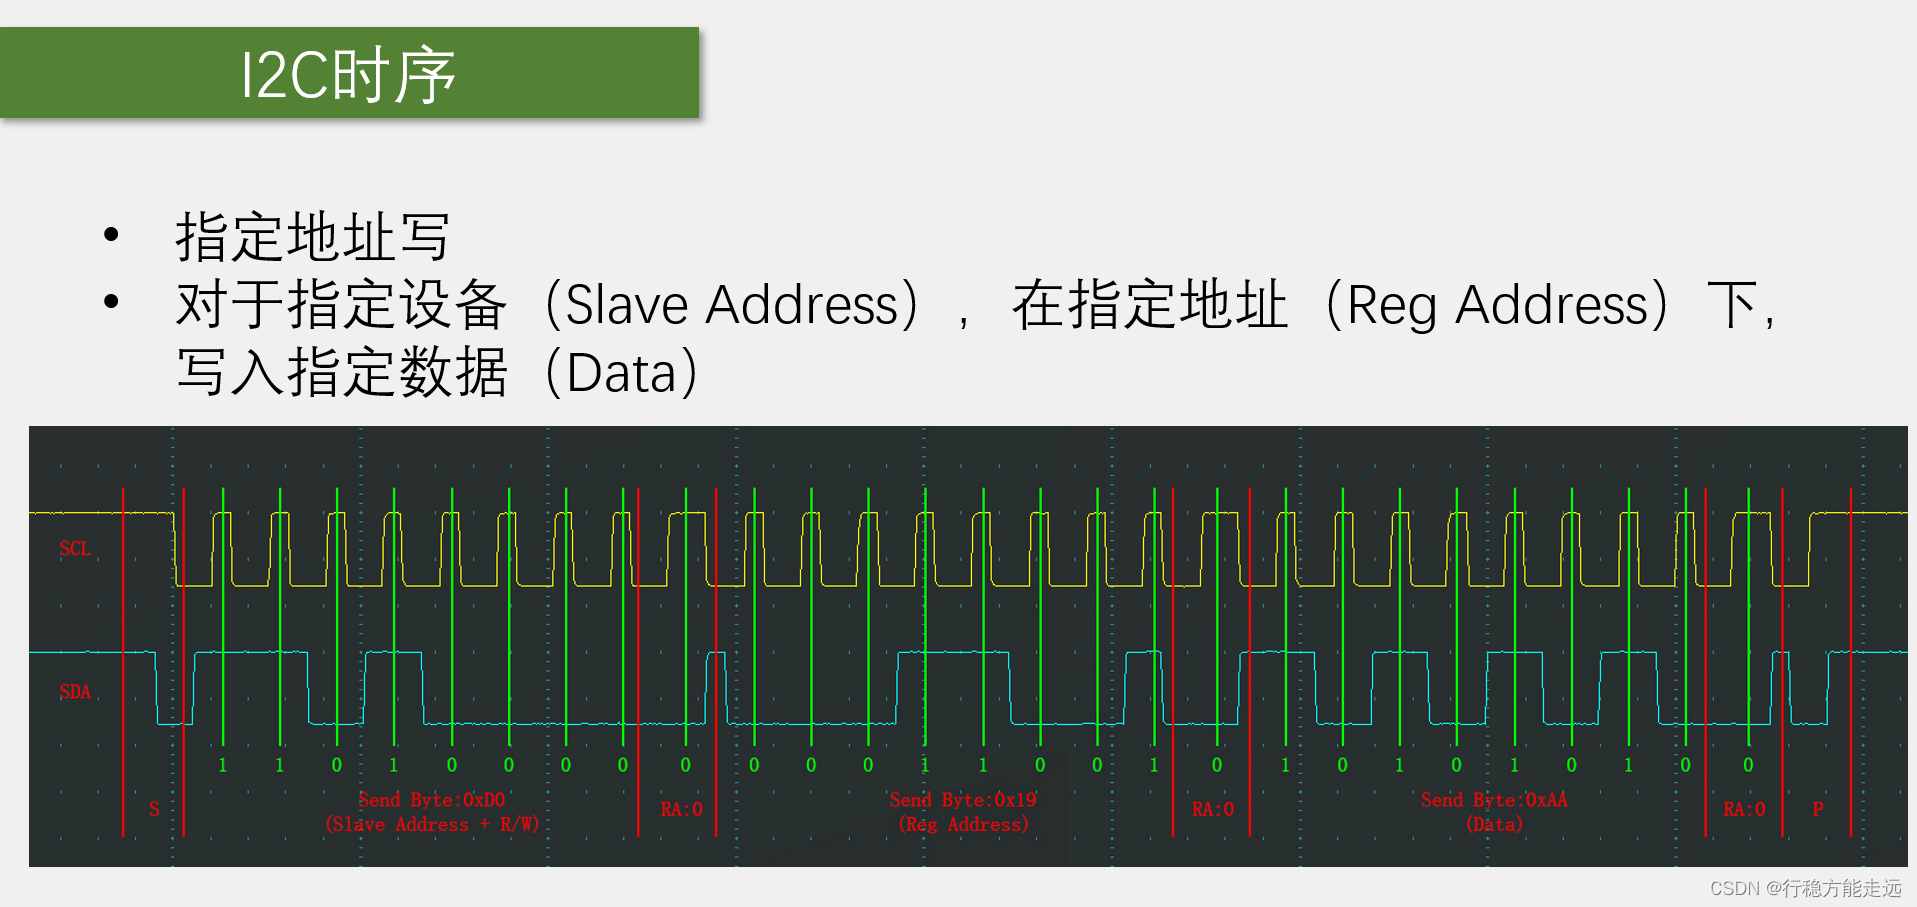 I2C时序
• 指定地址写
• 对于指定设备（Slave Address），在指定地址（Reg Address）下，
写入指定数据（Data）
SCL
SDA
1 1 0 1 0 0 0 0 0 0 0 0 1 1 0 0 1 0 1 0 1 0 1 0 1 0 0
S
Send Byte:0xD0
(Slave Address + R/W)
RA:0
Send Byte:0x19
(Reg Address)
RA:0
Send Byte:0xAA
(Data)
RA:0
P
CSDN @行稳方能走远